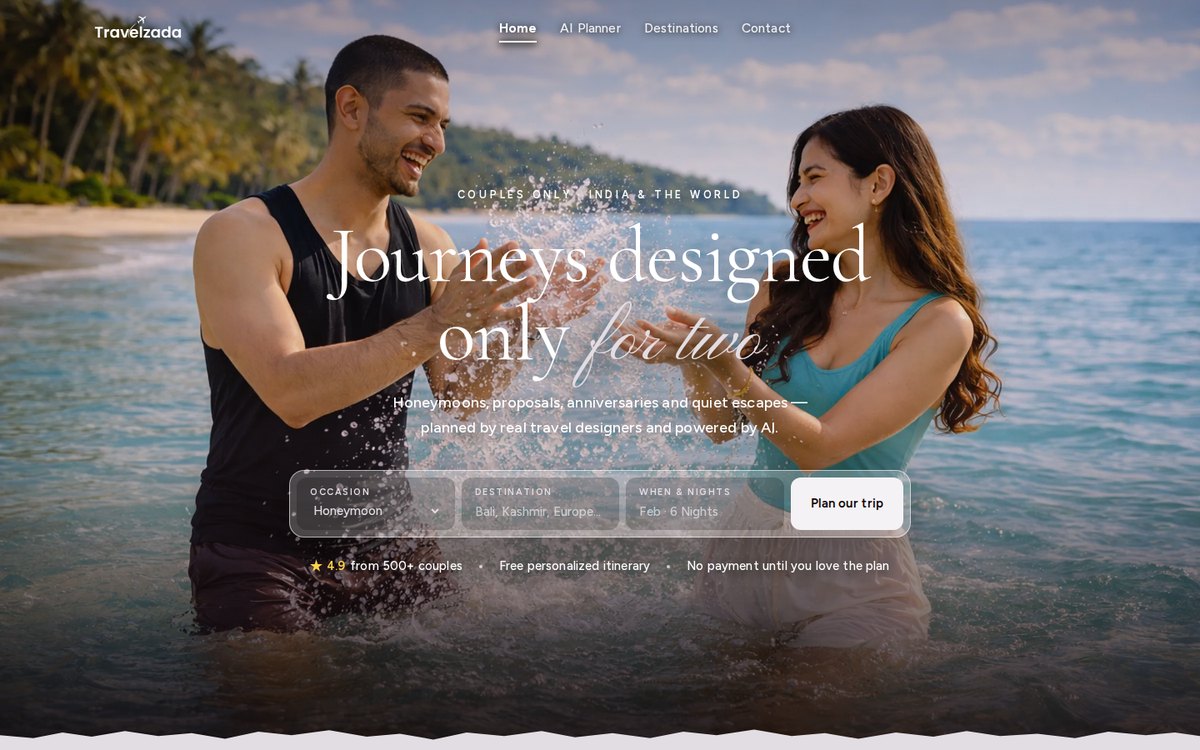 Travelzada
Home
AI Planner
Destinations
Contact
COUPLES ONLY · INDIA & THE WORLD
Journeys designed
only for two
Honeymoons, proposals, anniversaries and quiet escapes —
planned by real travel designers and powered by AI.
OCCASION
Honeymoon
DESTINATION
Bali, Kashmir, Europe...
WHEN & NIGHTS
Feb · 6 Nights
Plan our trip
★ 4.9 from 500+ couples
Free personalized itinerary
No payment until you love the plan